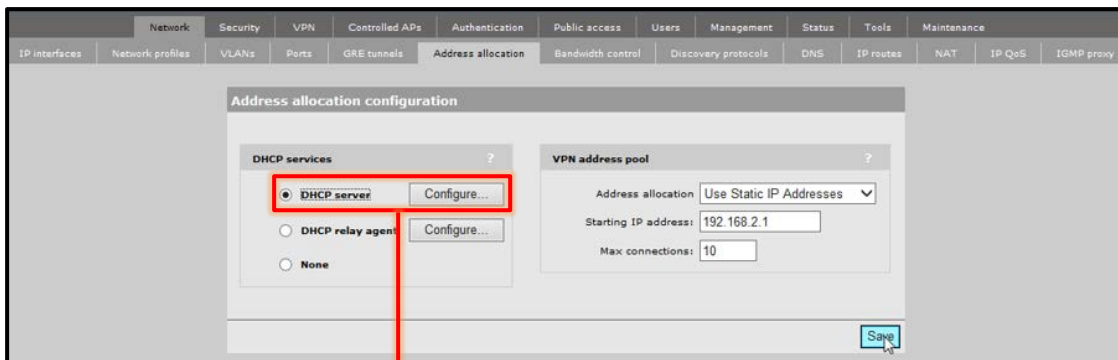 Network Security VPN Controlled APs Authentication Public access Users Management Status Tools Maintenance
IP interfaces Network profiles VLANs Ports GRE tunnels Address allocation Bandwidth control Discovery protocols DNS IP routes NAT IP QoS IGMP proxy
Address allocation configuration
DHCP services ?
DHCP server Configure...
DHCP relay agent Configure...
None
VPN address pool ?
Address allocation Use Static IP Addresses
Starting IP address: 192.168.2.1
Max connections: 10
Save